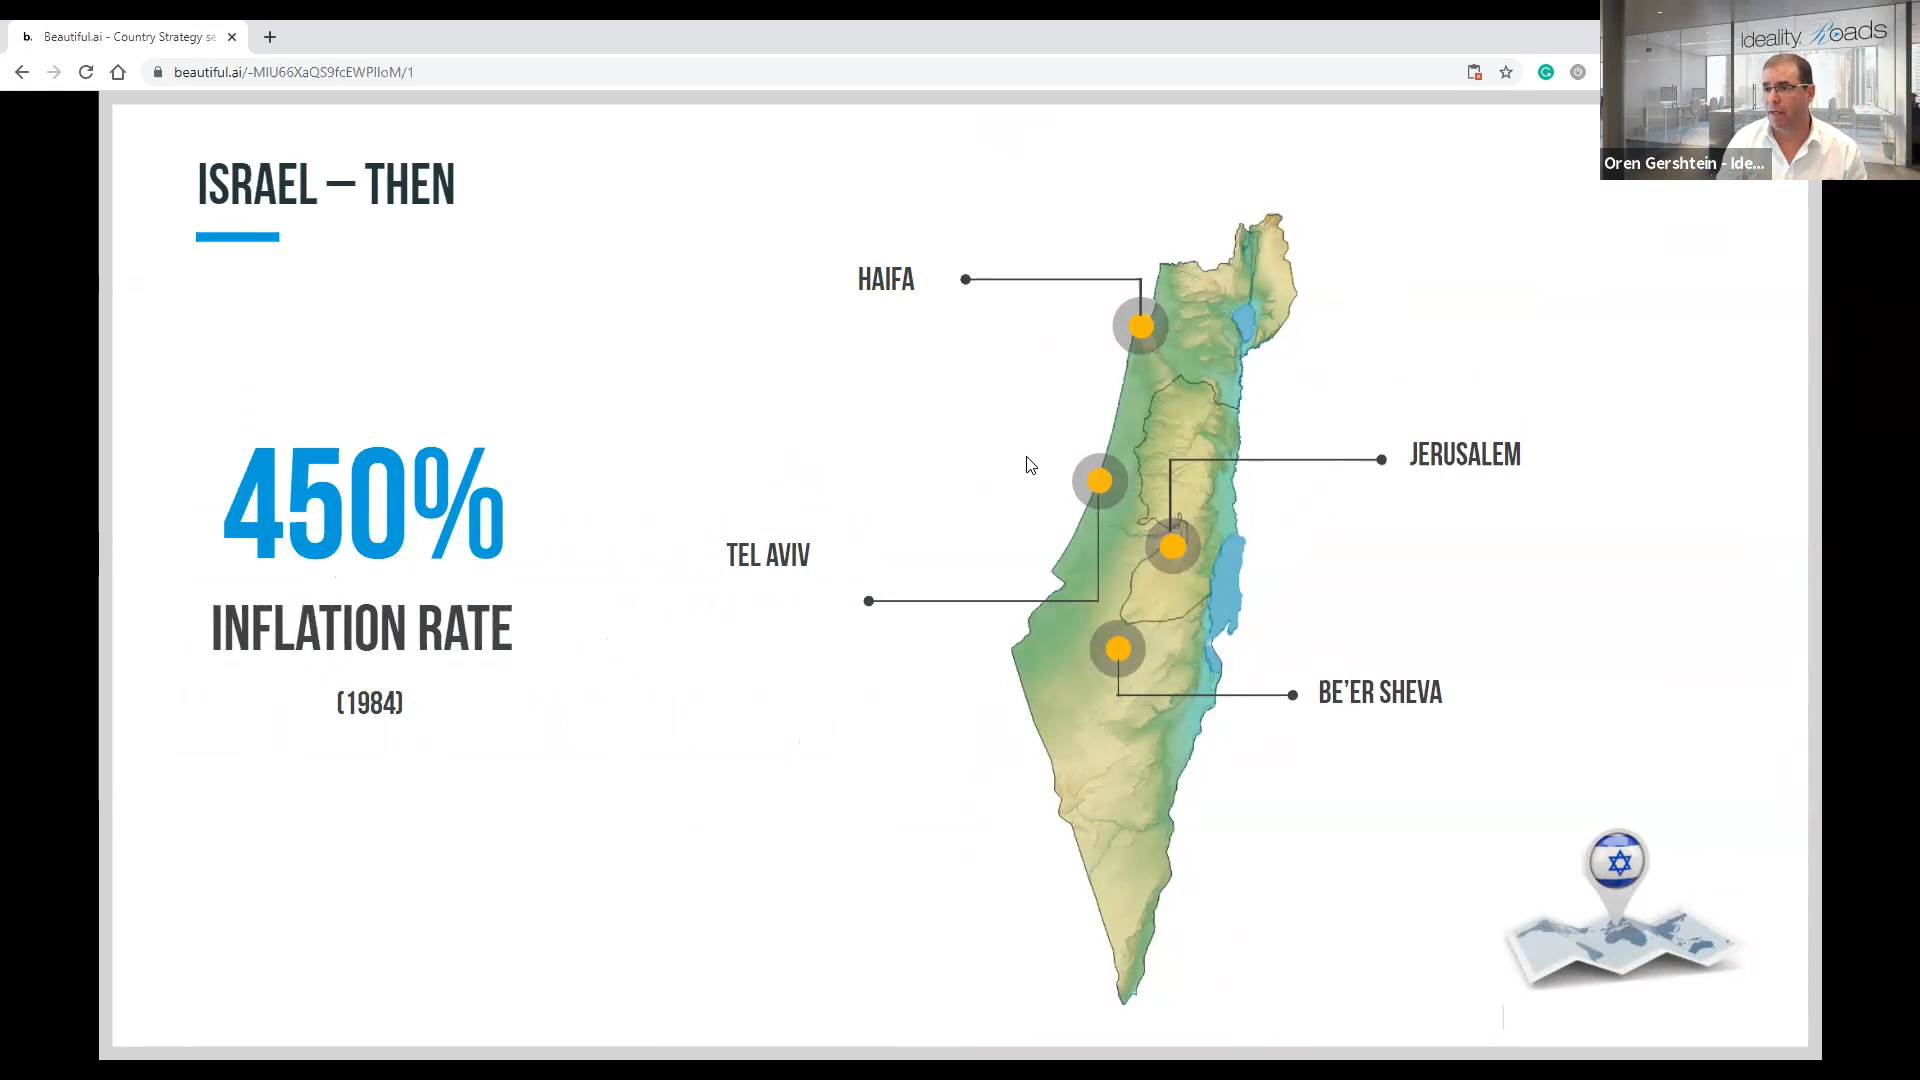 b. Beautiful.ai - Country Strategy se
beautiful.ai/-MIU66XaQS9fcEWPIloM/1
Ideality Roads
Oren Gershtein - Ide...
ISRAEL – THEN
HAIFA
JERUSALEM
450%
TEL AVIV
INFLATION RATE
BE'ER SHEVA
(1984)